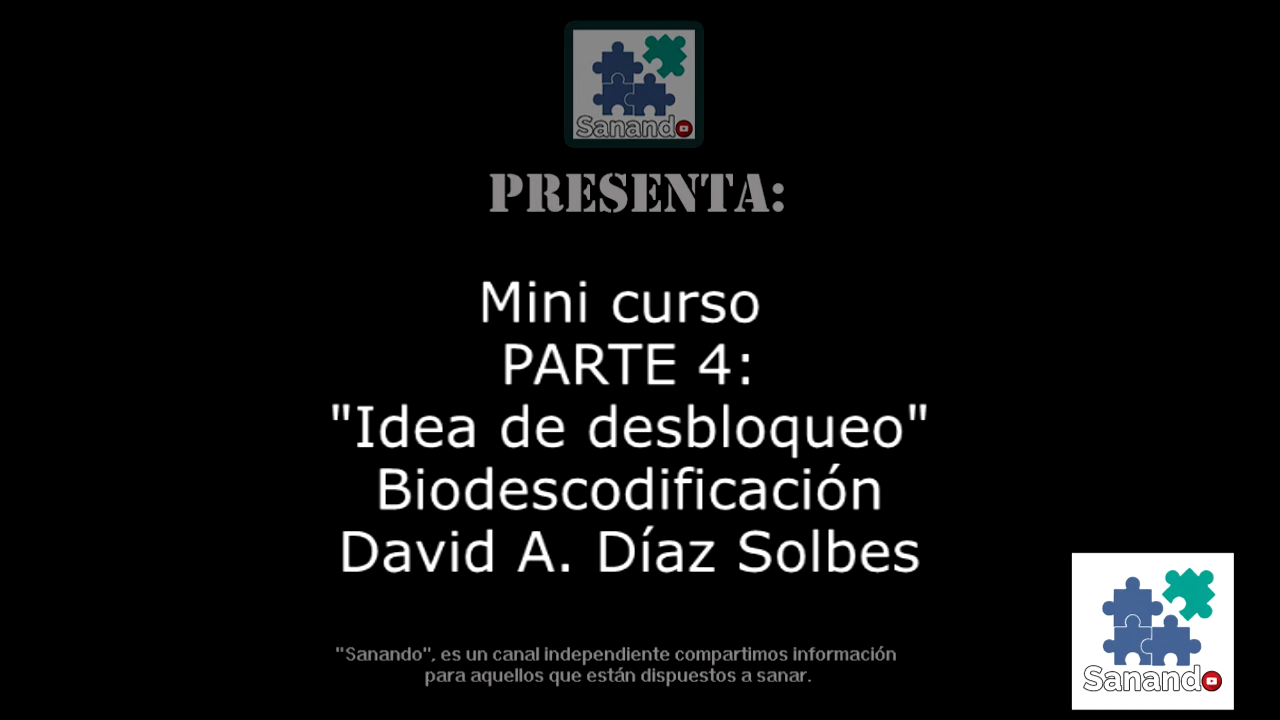 Sanando
PRESENTA:
Mini curso
PARTE 4:
"Idea de desbloqueo"
Biodescodificación
David A. Díaz Solbes
"Sanando", es un canal independiente compartimos información
para aquellos que están dispuestos a sanar.
Sanando